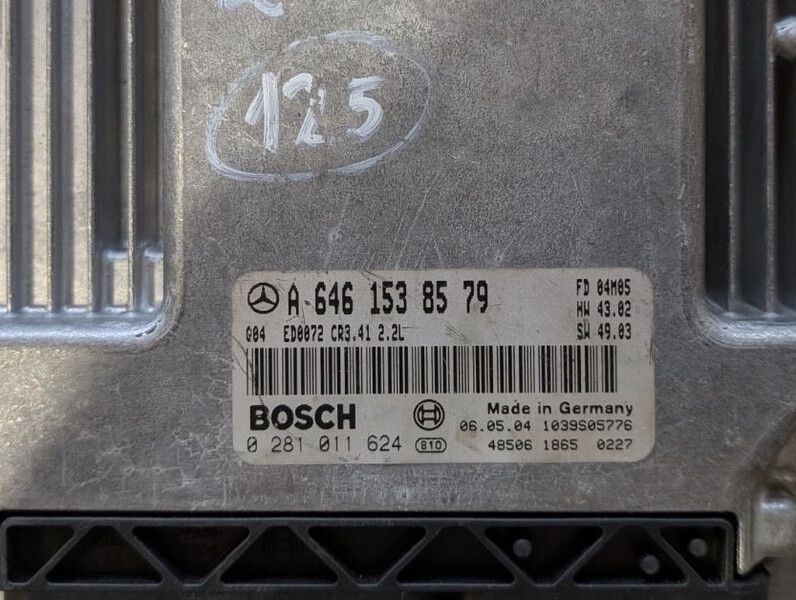 125
A 646 153 85 79
FD 04M05
HW 43.02
G04 ED0072 CR3.41 2.2L
SW 49.03
BOSCH
Made in Germany
06.05.04 1039S05776
0 281 011 624 810
48506 1865 0227